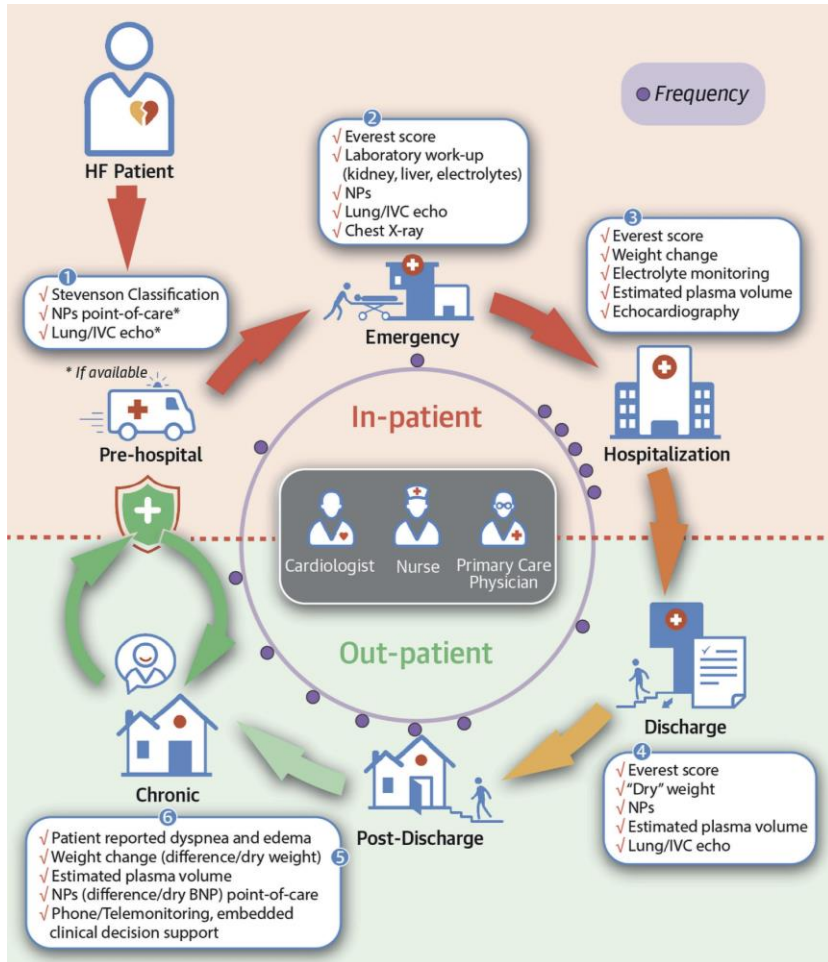 HF Patient
Frequency
1
√ Stevenson Classification
√ NPs point-of-care*
√ Lung/IVC echo*
* If available
Pre-hospital
2
√ Everest score
√ Laboratory work-up
(kidney, liver, electrolytes)
√ NPs
√ Lung/IVC echo
√ Chest X-ray
Emergency
3
√ Everest score
√ Weight change
√ Electrolyte monitoring
√ Estimated plasma volume
√ Echocardiography
Hospitalization
In-patient
Cardiologist
Nurse
Primary Care
Physician
Out-patient
Discharge
4
√ Everest score
√ "Dry" weight
√ NPs
√ Estimated plasma volume
√ Lung/IVC echo
Post-Discharge
Chronic
6
√ Patient reported dyspnea and edema
√ Weight change (difference/dry weight) 5
√ Estimated plasma volume
√ NPs (difference/dry BNP) point-of-care
√ Phone/Telemonitoring, embedded
clinical decision support